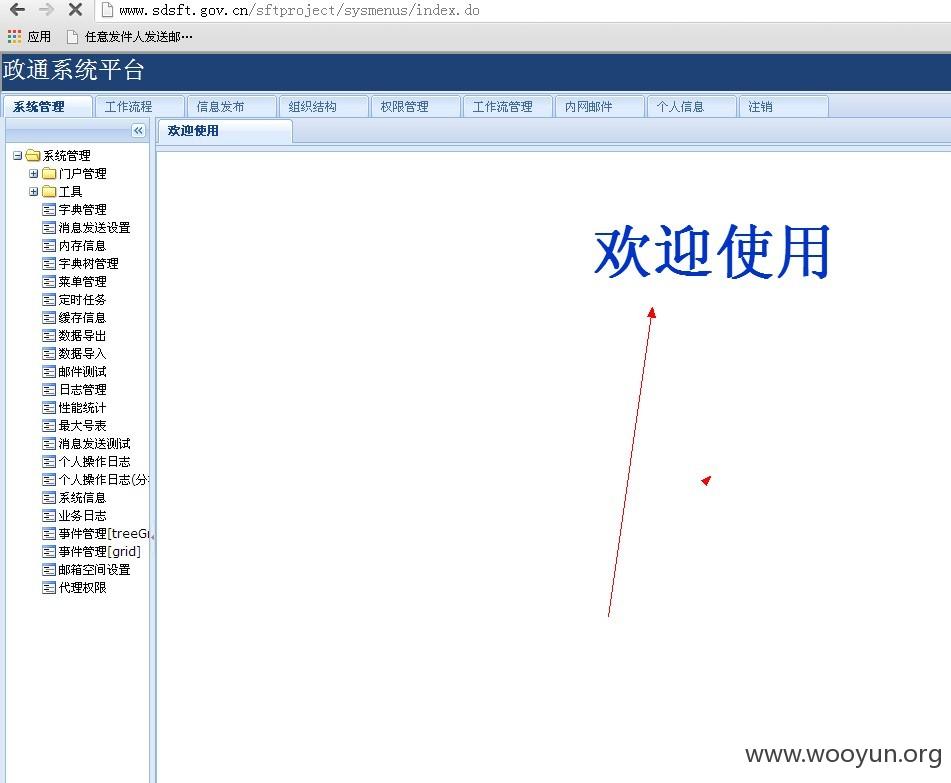 www.sdsft.gov.cn/sftproject/sysmenus/index.do
应用 任意发件人发送邮…
政通系统平台
系统管理 工作流程 信息发布 组织结构 权限管理 工作流管理 内网邮件 个人信息 注销
欢迎使用
系统管理
门户管理
工具
字典管理
消息发送设置
内存信息
字典树管理
菜单管理
定时任务
缓存信息
数据导出
数据导入
邮件测试
日志管理
性能统计
最大号表
消息发送测试
个人操作日志
个人操作日志(分
系统信息
业务日志
事件管理[treeGr
事件管理[grid]
邮箱空间设置
代理权限
欢迎使用
www.wooyun.org